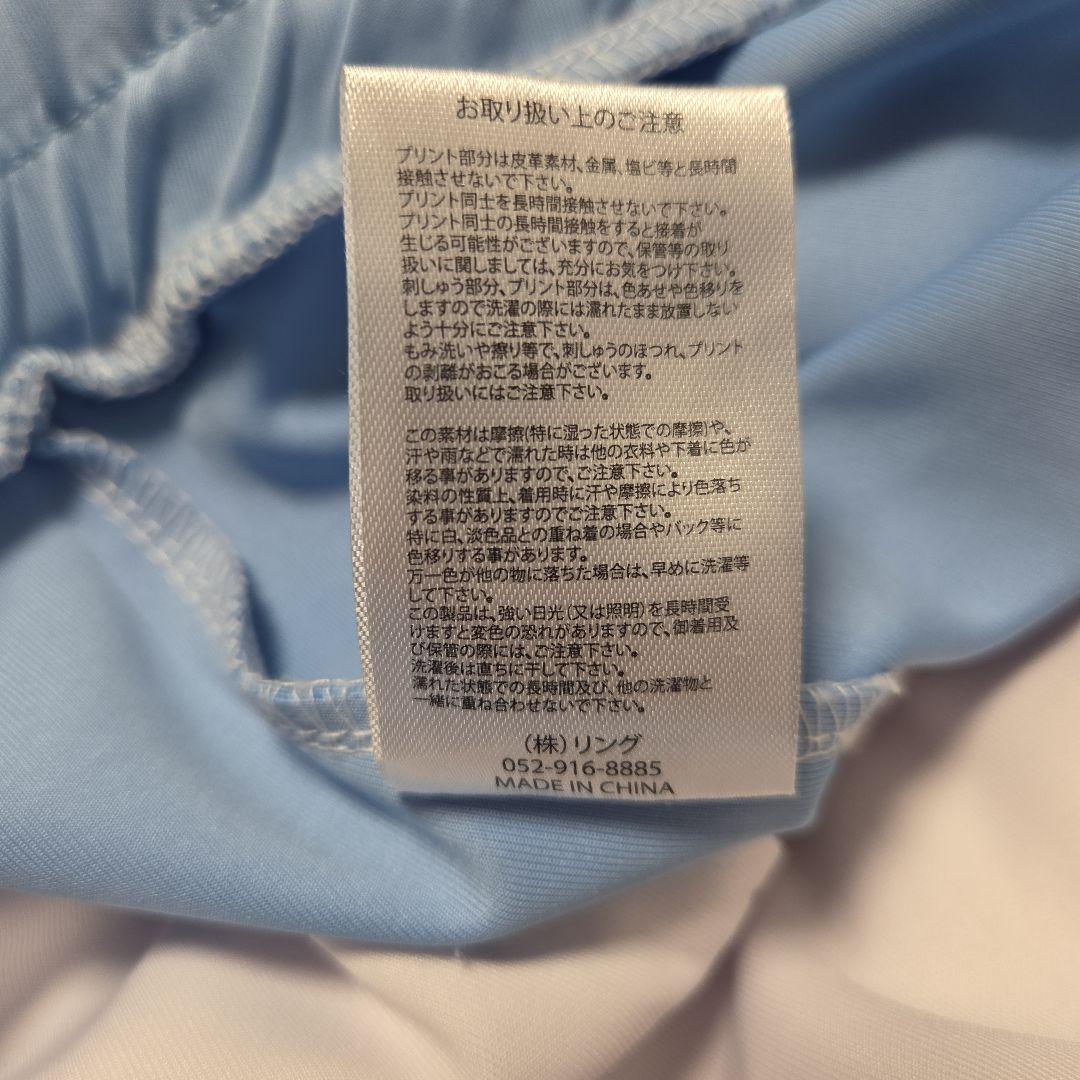 お取り扱い上のご注意
プリント部分は皮革素材、金属、塩ビ等と長時間
接触させないで下さい。
プリント同士を長時間接触させないで下さい。
プリント同士の長時間接触をすると接着が
生じる可能性がございますので、保管等の取り
扱いに関しましては、充分にお気をつけ下さい。
刺しゅう部分、プリント部分は、色あせや色移りを
しますので洗濯の際には濡れたまま放置しない
よう十分にご注意下さい。
もみ洗いや擦り等で、刺しゅうのほつれ、プリント
の剥離がおこる場合がございます。
取り扱いにはご注意下さい。
この素材は摩擦(特に湿った状態での摩擦)や、
汗や雨などで濡れた時は他の衣料や下着に色が
移る事がありますので、ご注意下さい。
染料の性質上、着用時に汗や摩擦により色落ち
する事がありますのでご注意下さい。
特に白、淡色品との重ね着の場合やバック等に
色移りする事があります。
万一色が他の物に落ちた場合は、早めに洗濯等
して下さい。
この製品は、強い日光(又は照明)を長時間受
けますと変色の恐れがありますので、御着用及
び保管の際には、ご注意下さい。
洗濯後は直ちに干して下さい。
濡れた状態での長時間及び、他の洗濯物と
一緒に重ね合わせないで下さい。
(株)リング
052-916-8885
MADE IN CHINA